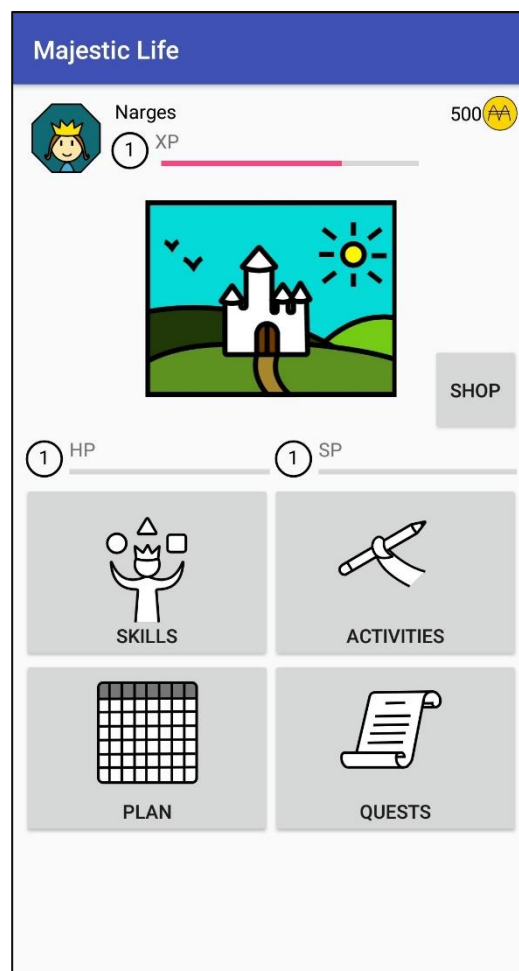 Majestic Life
Narges
500
1 XP
SHOP
1 HP
1 SP
SKILLS
ACTIVITIES
PLAN
QUESTS